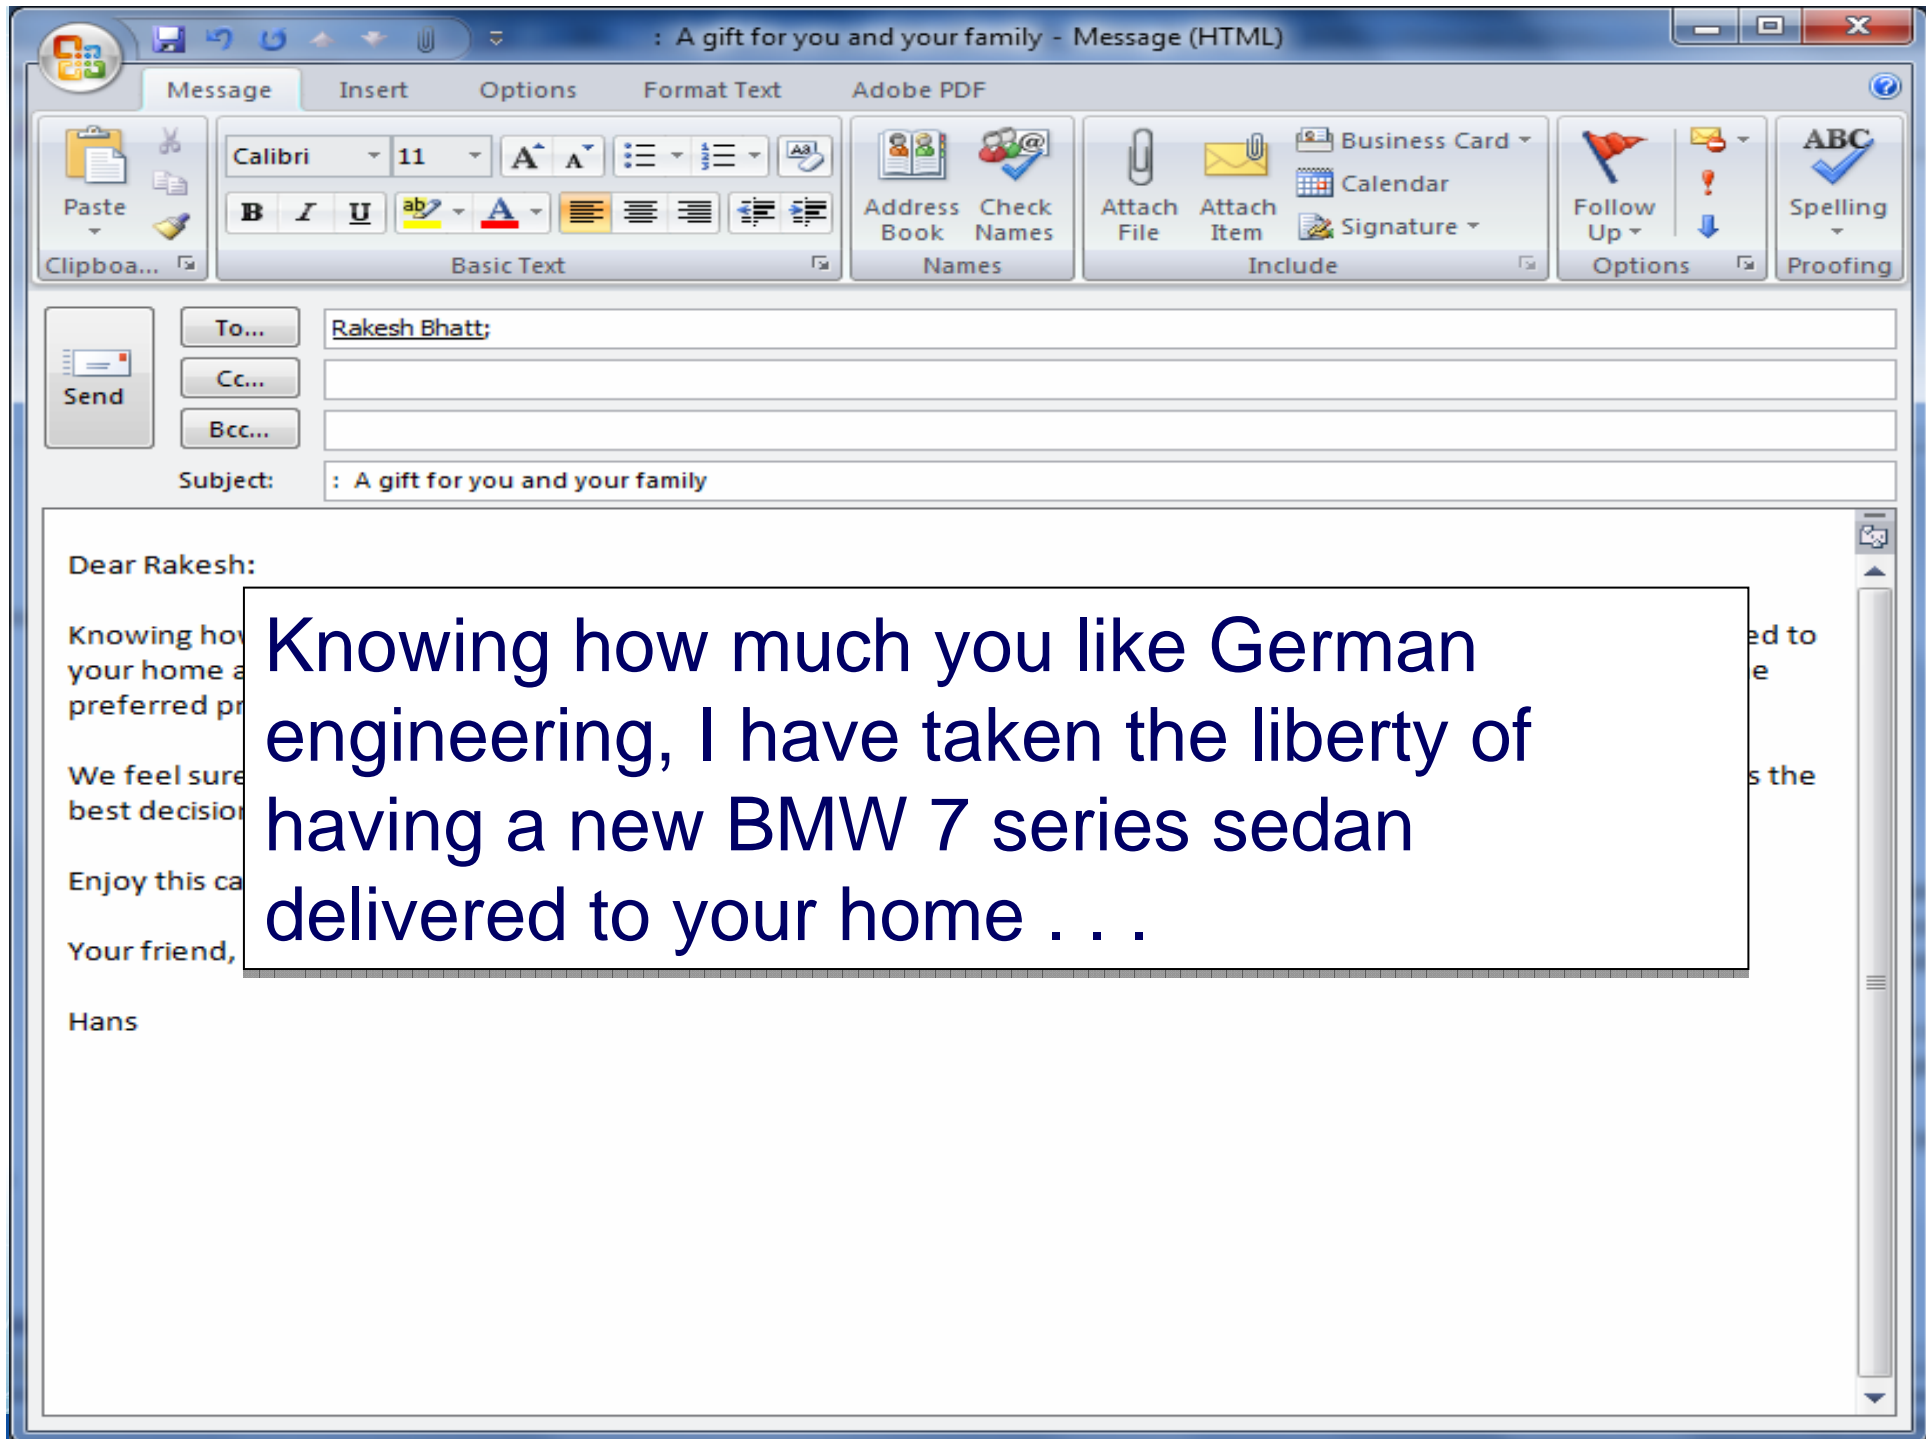 : A gift for you and your family - Message (HTML)
Message Insert Options Format Text Adobe PDF
Calibri 11
Business Card
Calendar
Signature
ABC
Paste
B I U ab A
Address Book
Check Names
Attach File
Attach Item
Follow Up
Spelling
Clipboa... Basic Text Names Include Options Proofing
Send
To... Rakesh Bhatt;
Cc...
Bcc...
Subject: : A gift for you and your family
Dear Rakesh:
Knowing ed to
your home e
preferred
We feel sure s the
best
Enjoy this
Your friend,
Hans
Knowing how much you like German
engineering, I have taken the liberty of
having a new BMW 7 series sedan
delivered to your home . . .